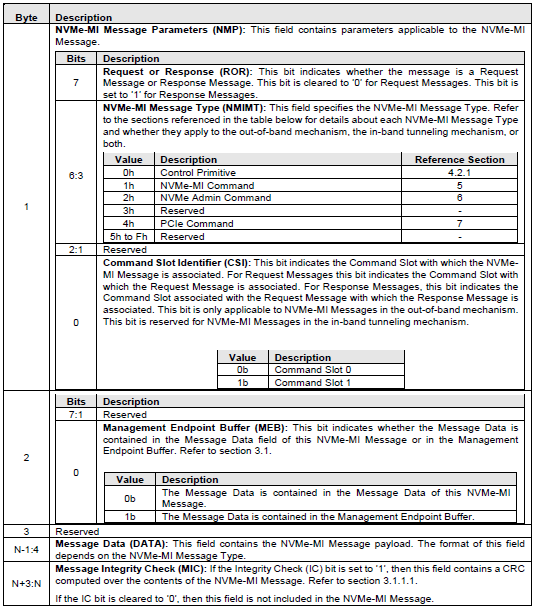 Byte Description
NVMe-MI Message Parameters (NMP): This field contains parameters applicable to the NVMe-MI
Message.
Bits Description
7
Request or Response (ROR): This bit indicates whether the message is a Request
Message or Response Message. This bit is cleared to '0' for Request Messages. This bit is
set to '1' for Response Messages.
NVMe-MI Message Type (NMIMT): This field specifies the NVMe-MI Message Type. Refer
to the sections referenced in the table below for details about each NVMe-MI Message Type
and whether they apply to the out-of-band mechanism, the in-band tunneling mechanism, or
both.
Value Description Reference Section
0h Control Primitive 4.2.1
6:3
1h NVMe-MI Command 5
2h NVMe Admin Command 6
1
3h Reserved -
4h PCIe Command 7
5h to Fh Reserved -
2:1 Reserved
Command Slot Identifier (CSI): This bit indicates the Command Slot with which the NVMe-
MI Message is associated. For Request Messages this bit indicates the Command Slot with
which the Request Message is associated. For Response Messages, this bit indicates the
Command Slot associated with the Request Message with which the Response Message is
associated. This bit is only applicable to NVMe-MI Messages in the out-of-band mechanism.
0
This bit is reserved for NVMe-MI Messages in the in-band tunneling mechanism.
Value Description
0b Command Slot 0
1b Command Slot 1
Bits Description
7:1 Reserved
Management Endpoint Buffer (MEB): This bit indicates whether the Message Data is
contained in the Message Data field of this NVMe-MI Message or in the Management
Endpoint Buffer. Refer to section 3.1.
2
0
Value Description
0b
The Message Data is contained in the Message Data of this NVMe-MI
Message.
1b The Message Data is contained in the Management Endpoint Buffer.
3 Reserved
N-1:4
Message Data (DATA): This field contains the NVMe-MI Message payload. The format of this field
depends on the NVMe-MI Message Type.
Message Integrity Check (MIC): If the Integrity Check (IC) bit is set to '1', then this field contains a CRC
computed over the contents of the NVMe-MI Message. Refer to section 3.1.1.1.
N+3:N
If the IC bit is cleared to '0', then this field is not included in the NVMe-MI Message.